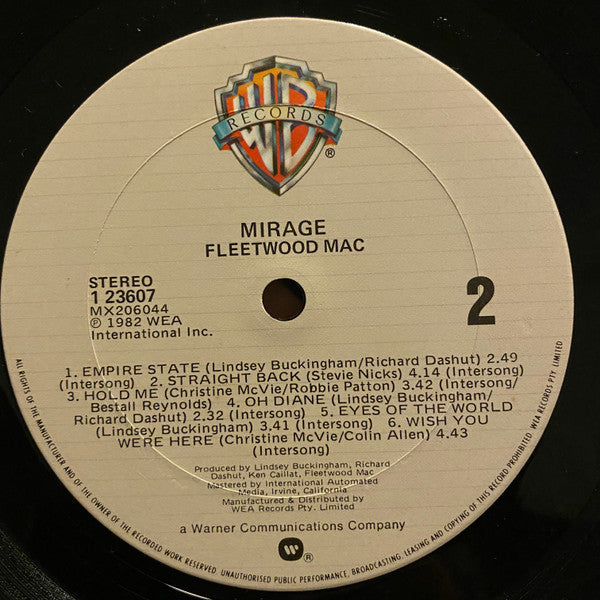 WB
RECORDS
®
MIRAGE
FLEETWOOD MAC
STEREO
1 23607
MX206044
℗ 1982 WEA
International Inc.
2
1. EMPIRE STATE (Lindsey Buckingham/Richard Dashut) 2.49
(Intersong) 2. STRAIGHT BACK (Stevie Nicks) 4.14 (Intersong)
3. HOLD ME (Christine McVie/Robbie Patton) 3.42 (Intersong/
Bestall Reynolds) 4. OH DIANE (Lindsey Buckingham/
Richard Dashut) 2.32 (Intersong) 5. EYES OF THE WORLD
(Lindsey Buckingham) 3.41 (Intersong) 6. WISH YOU
WERE HERE (Christine McVie/Colin Allen) 4.43
(Intersong)
Produced by Lindsey Buckingham, Richard
Dashut, Ken Caillat, Fleetwood Mac
Mastered by International Automated
Media, Irvine, California
Manufactured & Distributed by
WEA Records Pty. Limited
a Warner Communications Company
®
ALL RIGHTS OF THE MANUFACTURER AND OF THE OWNER OF THE RECORDED WORK RESERVED. UNAUTHORISED PUBLIC PERFORMANCE, BROADCASTING, LEASING AND COPYING OF THIS RECORD PROHIBITED. WEA RECORDS PTY. LIMITED